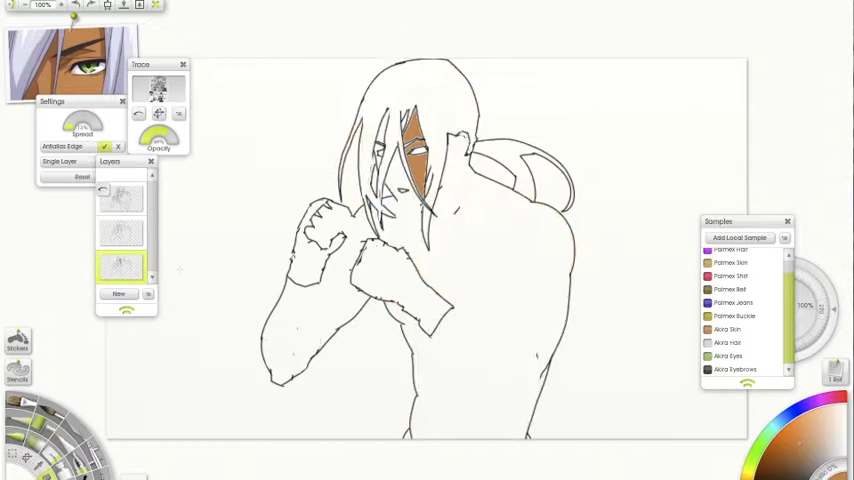 100%
Trace
Opacity
Settings
Spread
Antialias Edge
Single Layer
Reset
Layers
New
Samples
Add Local Sample
Palmex Hair
Palmex Skin
Palmex Shirt
Palmex Belt
Palmex Jeans
Palmex Buckle
Akira Skin
Akira Hair
Akira Eyes
Akira Eyebrows
100%
Stickers
Stencils
1 Ref